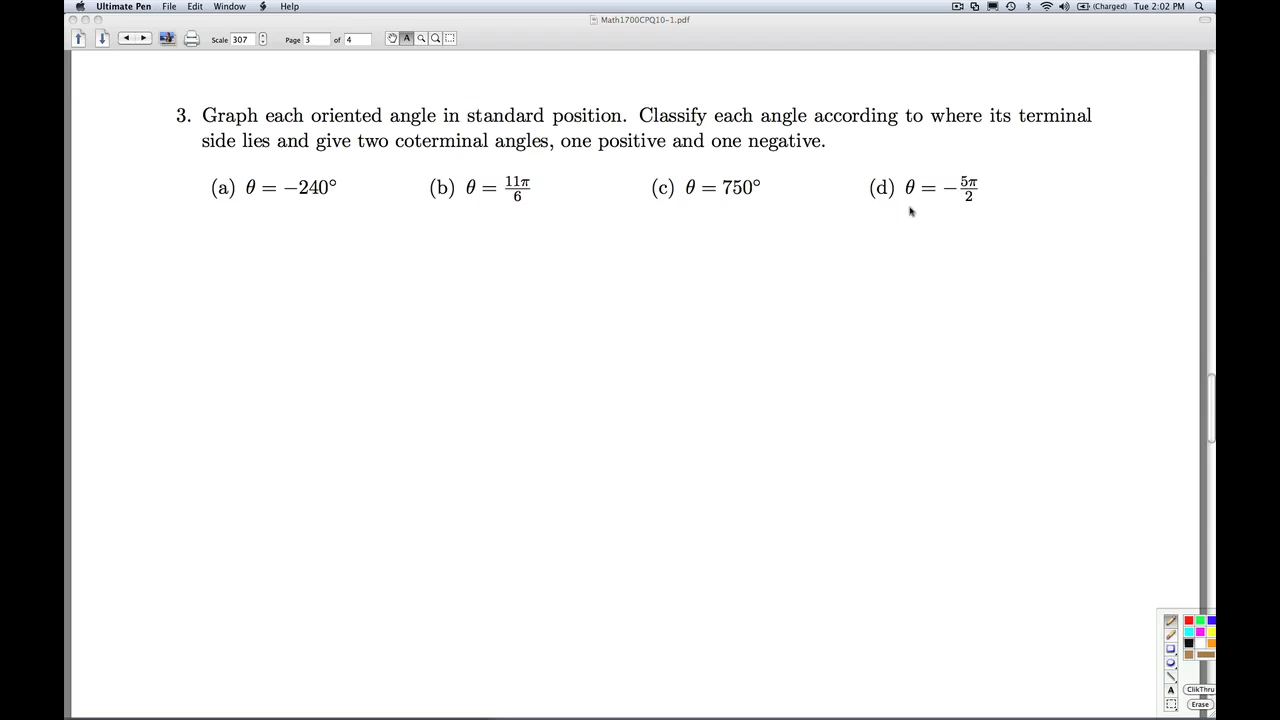 Ultimate Pen File Edit Window Help (Charged) Tue 2:02 PM
Math1700CPQ10-1.pdf
Scale 307 Page 3 of 4 A
3. Graph each oriented angle in standard position. Classify each angle according to where its terminal
side lies and give two coterminal angles, one positive and one negative.
(a) θ = −240° (b) θ = 11π/6 (c) θ = 750° (d) θ = −5π/2
A ClikThru
Erase